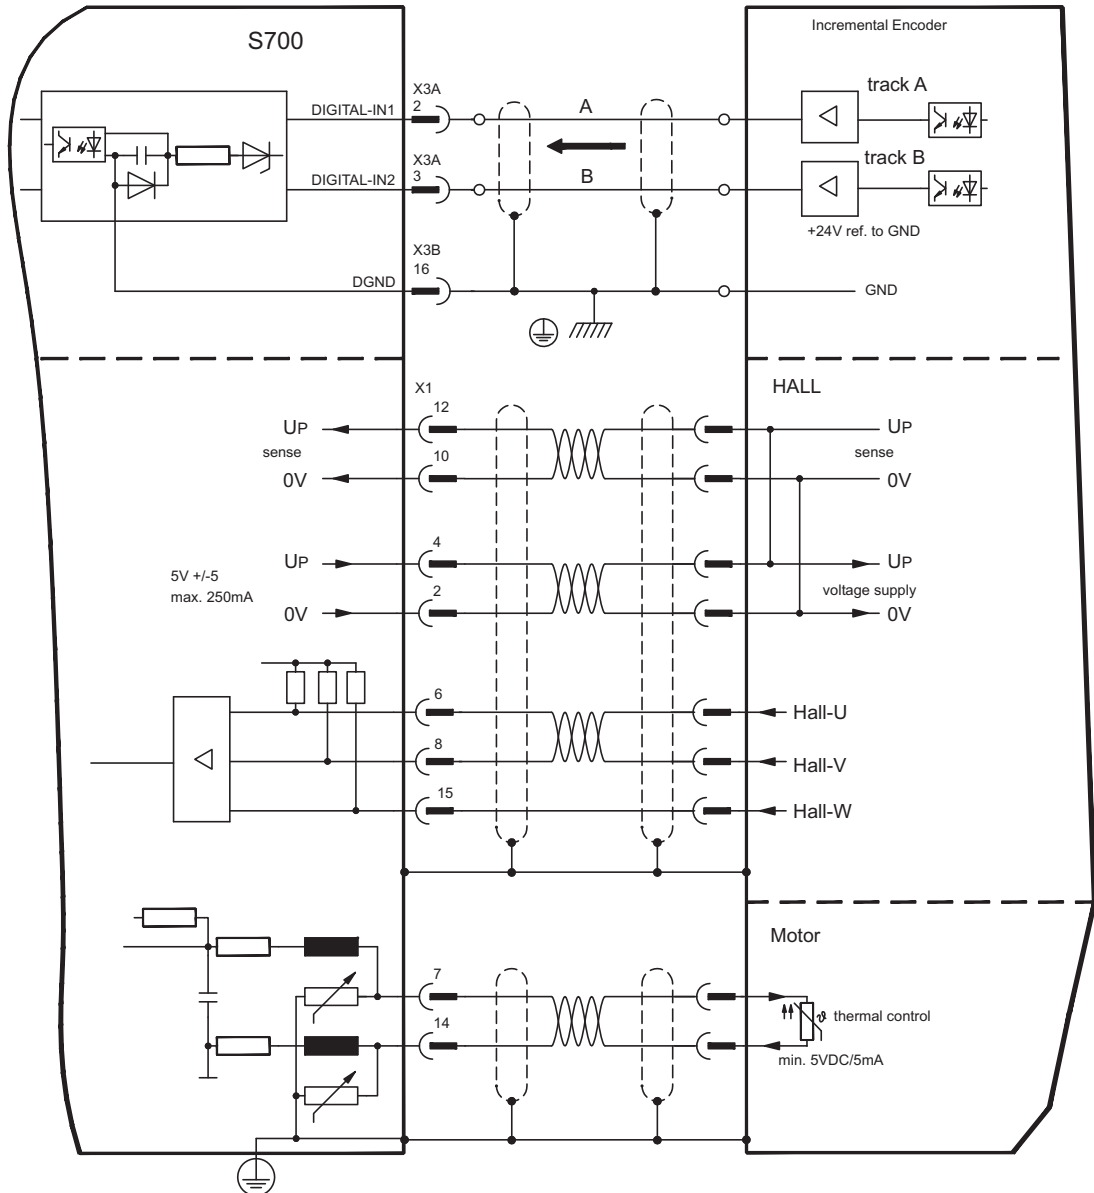 S700
Incremental Encoder
DIGITAL-IN1
X3A
2
A
track A
DIGITAL-IN2
X3A
3
B
track B
+24V ref. to GND
DGND
X3B
16
GND
HALL
X1
UP
12
UP
sense
sense
0V
10
0V
UP
4
UP
5V +/-5
max. 250mA
voltage supply
0V
2
0V
6
Hall-U
8
Hall-V
15
Hall-W
Motor
7
ϑ thermal control
14
min. 5VDC/5mA